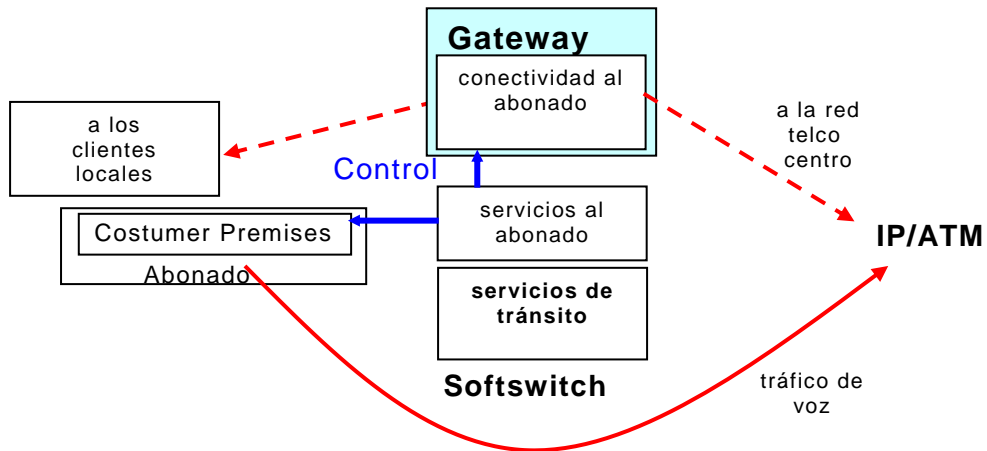 Gateway
conectividad al
abonado
a los
clientes
locales
a la red
telco
centro
Control
servicios al
abonado
Costumer Premises
Abonado
IP/ATM
servicios de
tránsito
Softswitch
tráfico de
voz